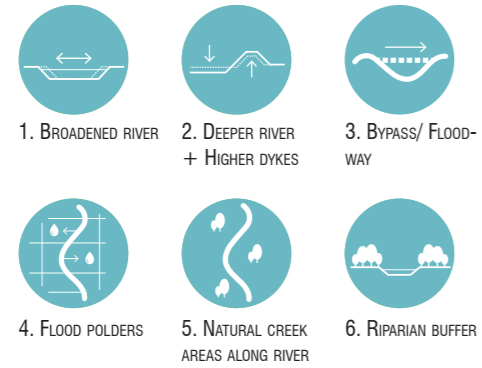 1. Broadened river
2. Deeper river
+ Higher dykes
3. Bypass/ Flood-
way
4. Flood polders
5. Natural creek
areas along river
6. Riparian buffer